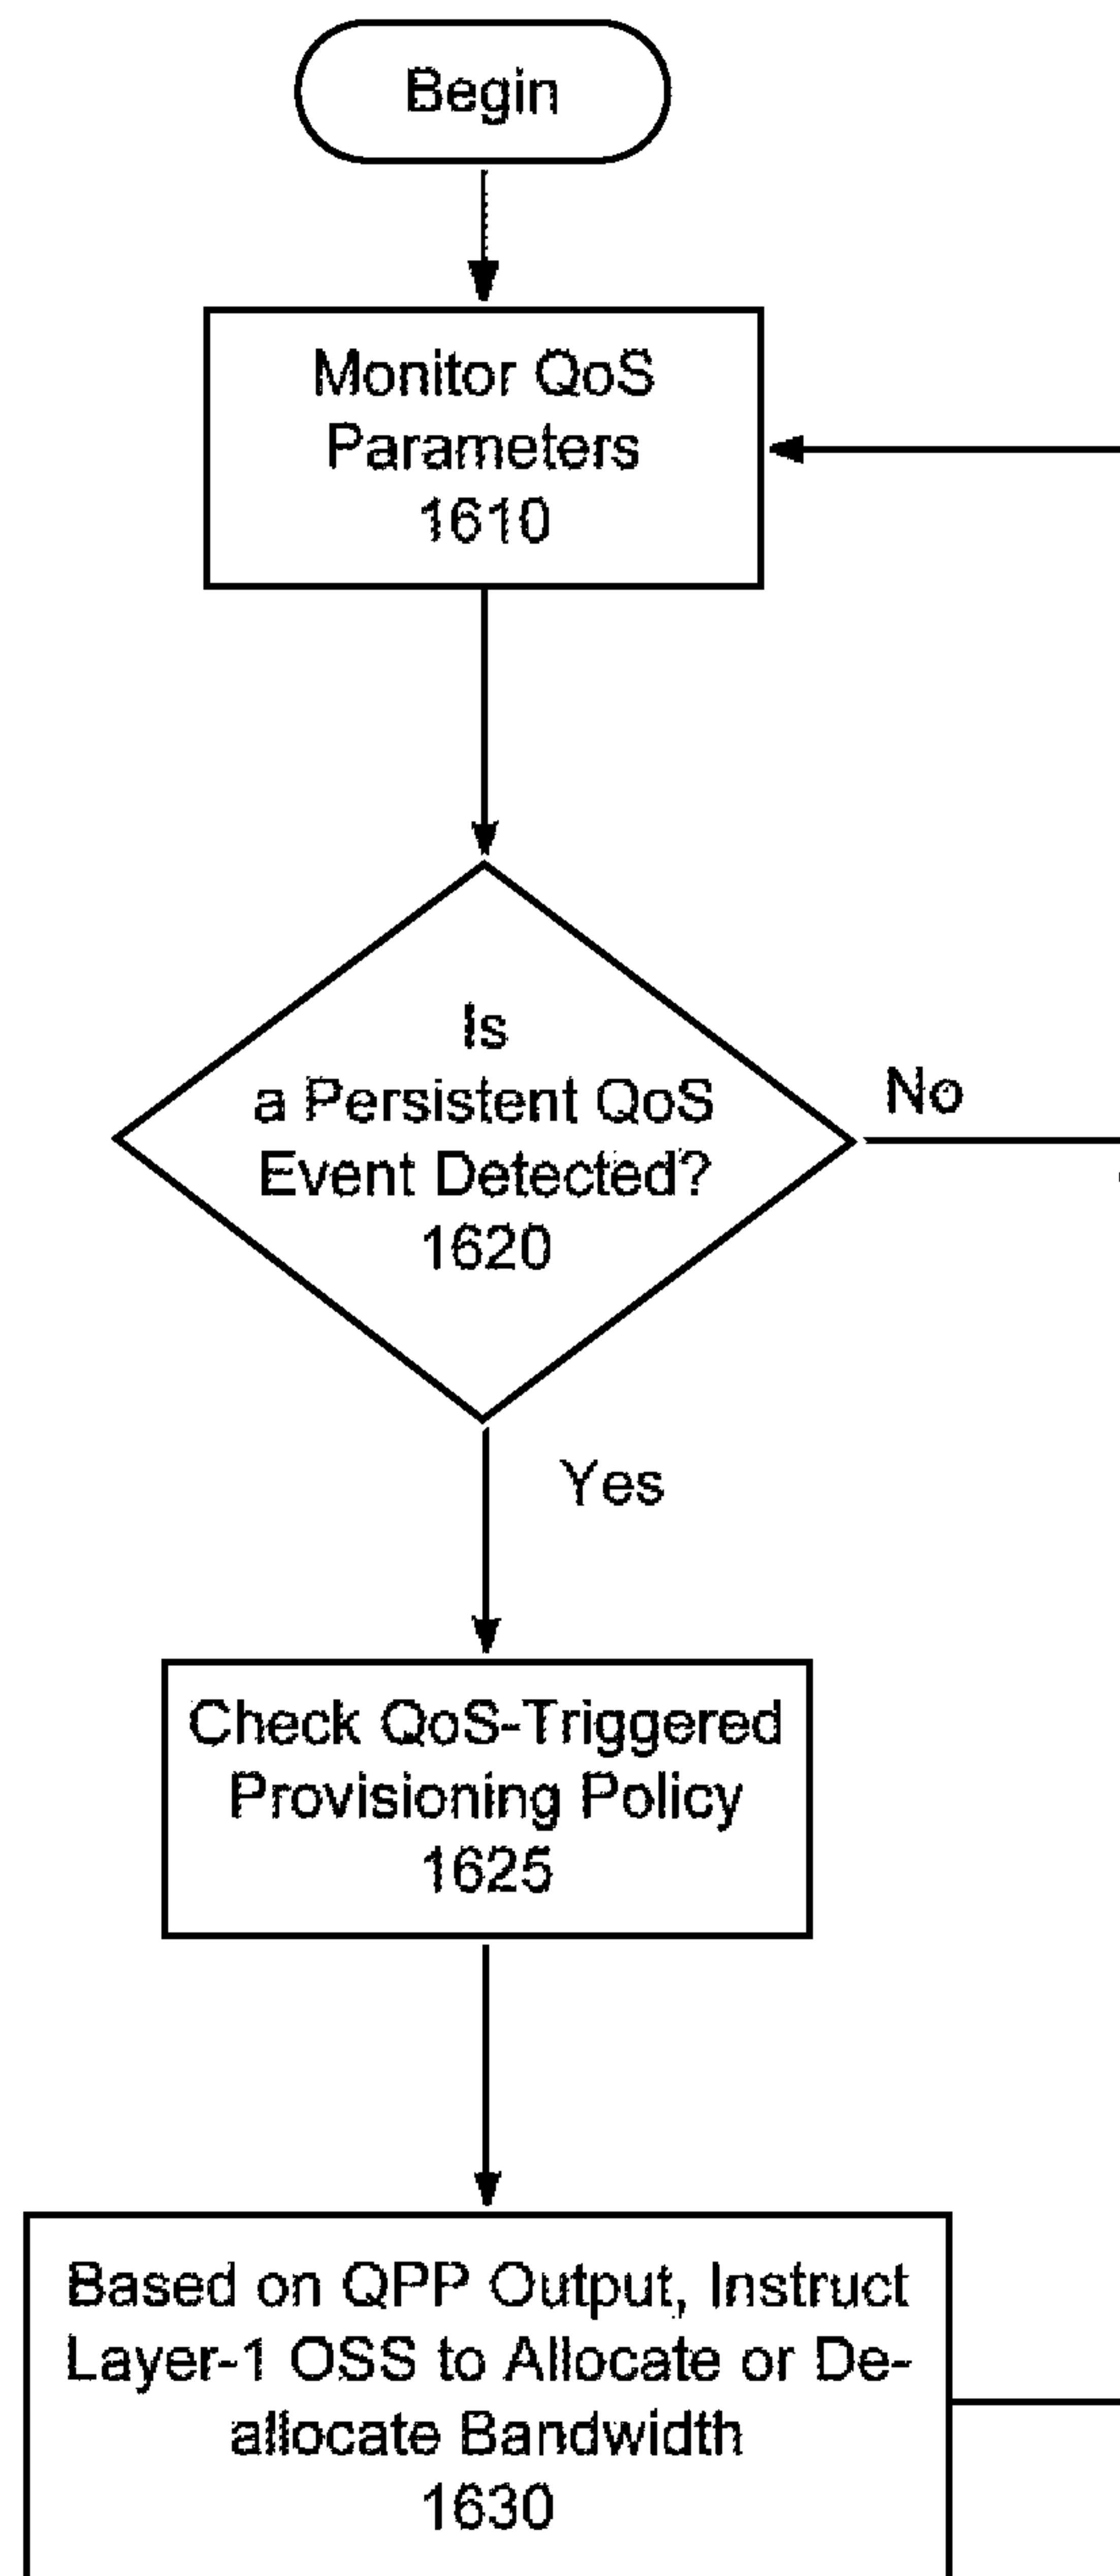 Begin
Monitor QoS
Parameters
1610
Is
a Persistent QoS
Event Detected?
1620
No
Yes
Check QoS-Triggered
Provisioning Policy
1625
Based on QPP Output, Instruct
Layer-1 OSS to Allocate or De-
allocate Bandwidth
1630